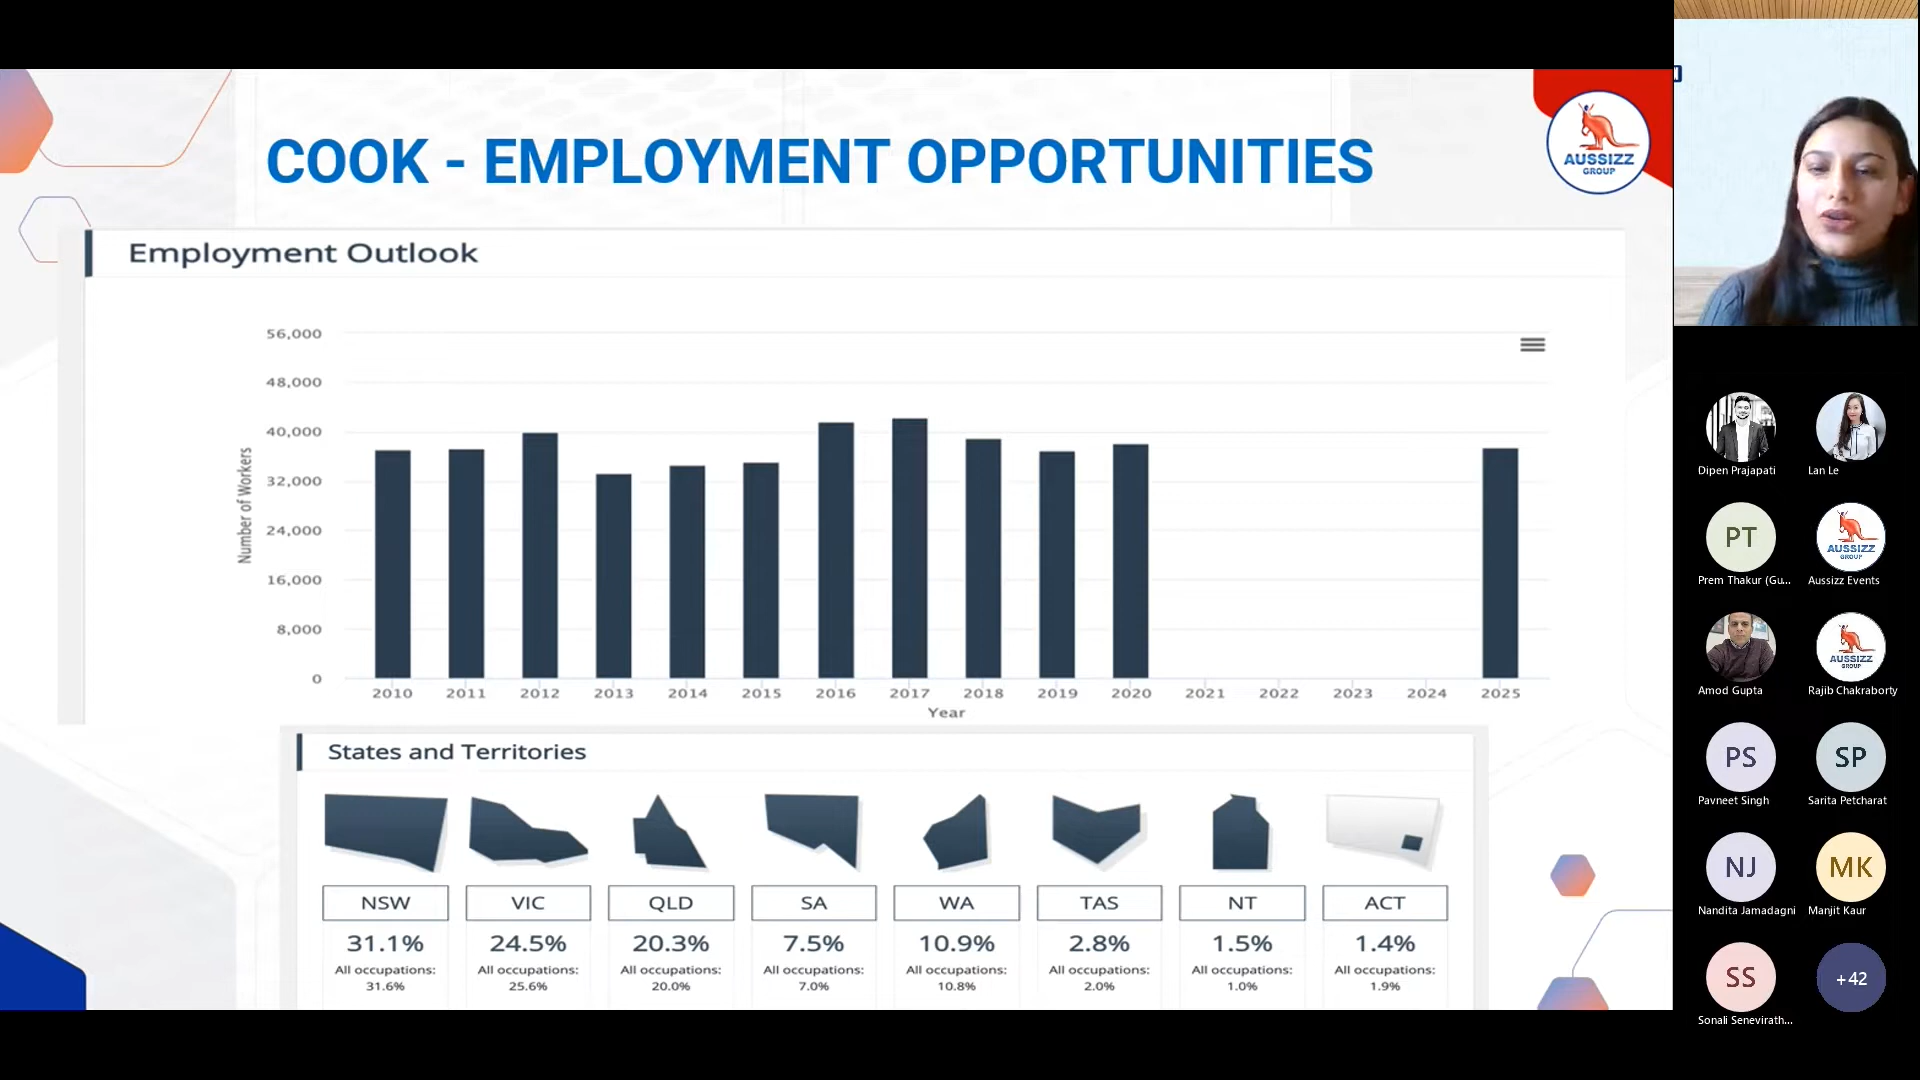 COOK - EMPLOYMENT OPPORTUNITIES
AUSSIZZ
GROUP
Employment Outlook
56,000
48,000
40,000
32,000
24,000
16,000
8,000
0
Number of Workers
2010 2011 2012 2013 2014 2015 2016 2017 2018 2019 2020 2021 2022 2023 2024 2025
Year
States and Territories
NSW VIC QLD SA WA TAS NT ACT
31.1% 24.5% 20.3% 7.5% 10.9% 2.8% 1.5% 1.4%
All occupations: All occupations: All occupations: All occupations: All occupations: All occupations: All occupations: All occupations:
31.6% 25.6% 20.0% 7.0% 10.8% 2.0% 1.0% 1.9%
Dipen Prajapati Lan Le
PT AUSSIZZ
GROUP
Prem Thakur (Gu... Aussizz Events
AUSSIZZ
GROUP
Amod Gupta Rajib Chakraborty
PS SP
Pavneet Singh Sarita Petcharat
NJ MK
Nandita Jamadagni Manjit Kaur
SS +42
Sonali Senevirath...